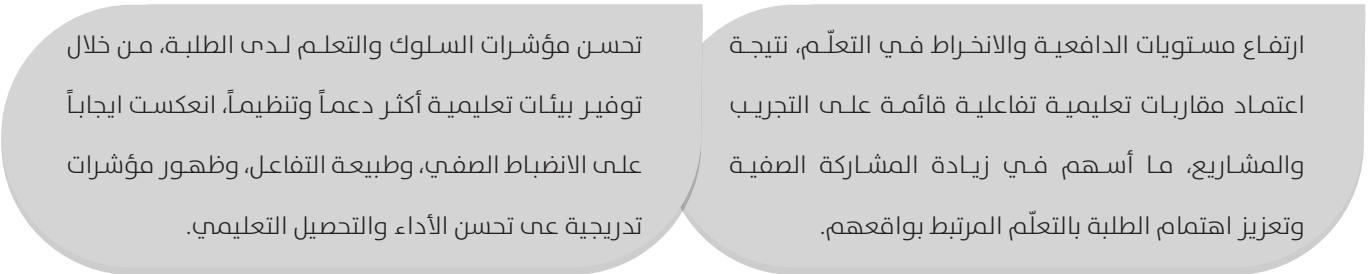 ارتفاع مستويات الدافعية والانخراط في التعلّم، نتيجة
اعتماد مقاربات تعليمية تفاعلية قائمة على التجريب
والمشاريع، ما أسهم في زيادة المشاركة الصفية
وتعزيز اهتمام الطلبة بالتعلّم المرتبط بواقعهم.
تحسن مؤشرات السلوك والتعلم لدى الطلبة، من خلال
توفير بيئات تعليمية أكثر دعماً وتنظيماً، انعكست ايجاباً
على الانضباط الصفي، وطبيعة التفاعل، وظهور مؤشرات
تدريجية عى تحسن الأداء والتحصيل التعليمي.